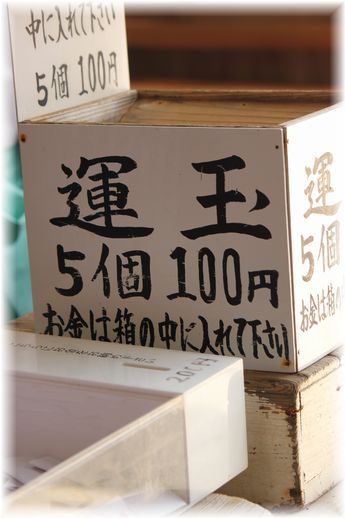 中に入れて下さい
5個 100円
運玉
5個 100円
お金は箱の中に入れて下さい
運
5個
お金は箱